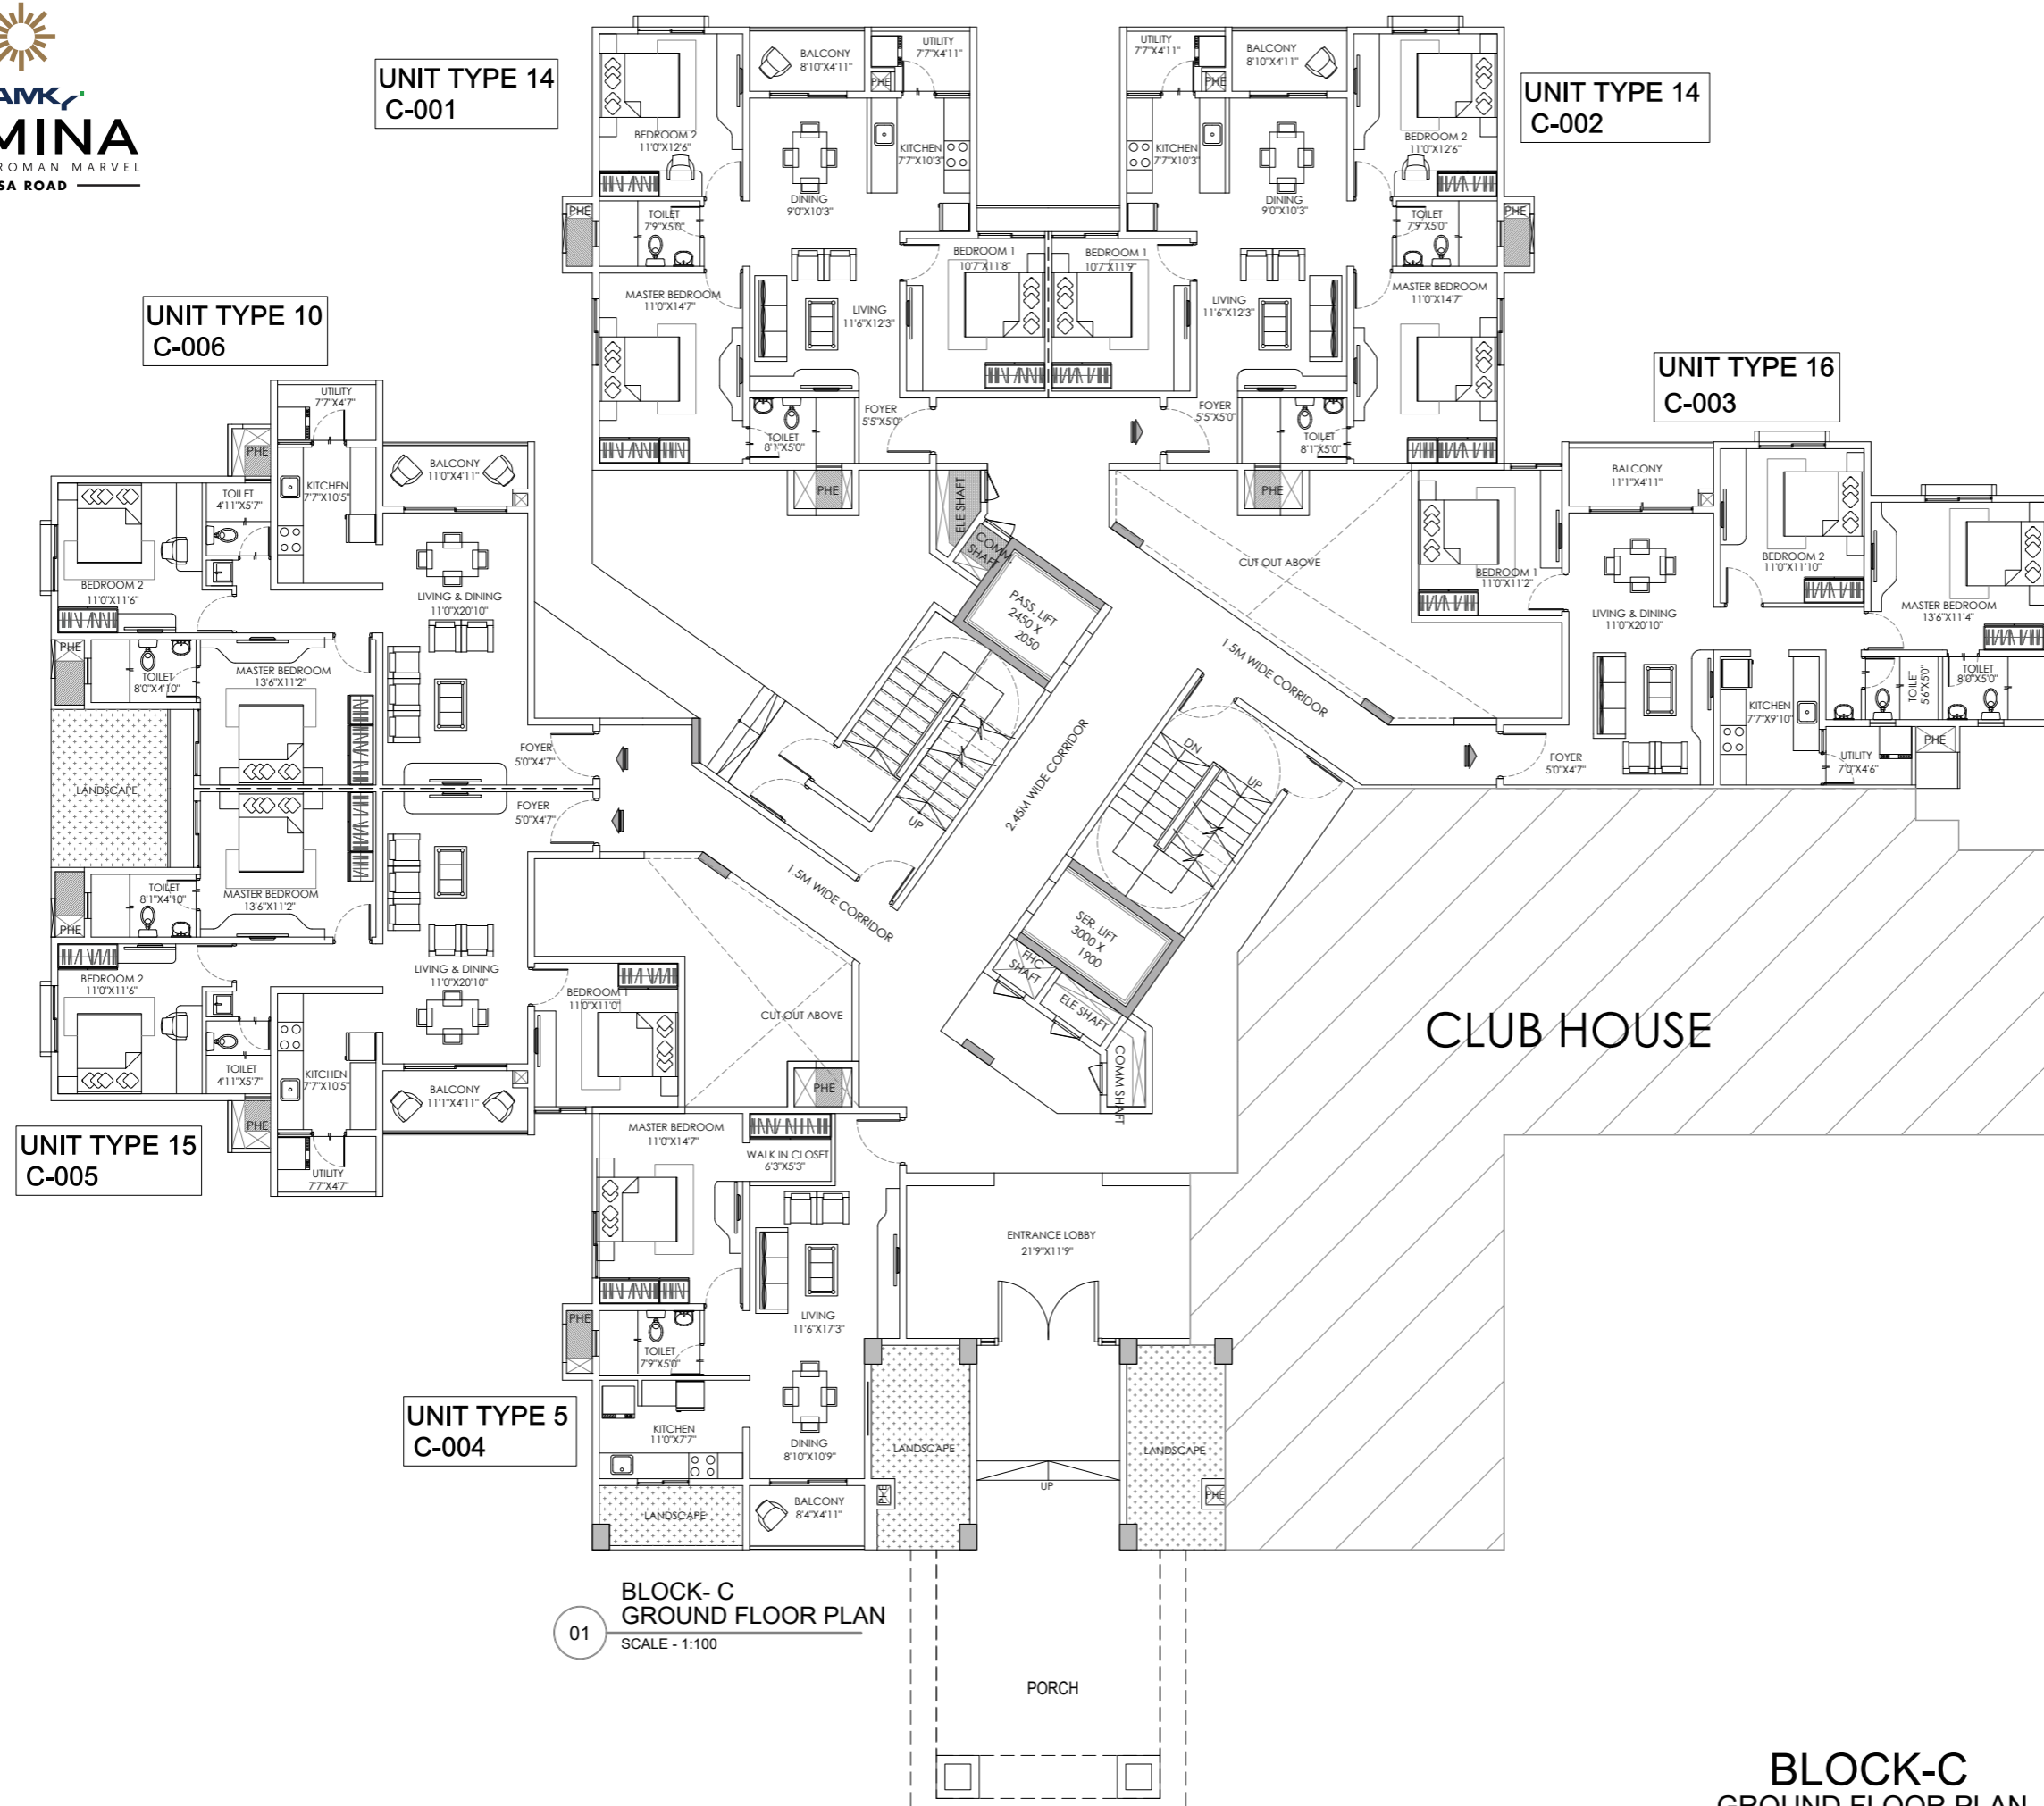 AMK
MINA
ROMAN MARVEL
SA ROAD
UNIT TYPE 14
C-001
BEDROOM 2
11'0"X12'6"
BALCONY
8'10"X4'11"
UTILITY
7'7"X4'11"
PHE
KITCHEN
7'7"X10'3"
DINING
9'0"X10'3"
PHE
TOILET
7'9"X5'0"
MASTER BEDROOM
11'0"X14'7"
LIVING
11'6"X12'3"
BEDROOM 1
10'7"X11'8"
TOILET
8'1"X5'0"
FOYER
5'5"X5'0"
PHE
UNIT TYPE 14
C-002
UTILITY
7'7"X4'11"
BALCONY
8'10"X4'11"
PHE
BEDROOM 2
11'0"X12'6"
KITCHEN
7'7"X10'3"
DINING
9'0"X10'3"
TOILET
7'9"X5'0"
PHE
BEDROOM 1
10'7"X11'9"
LIVING
11'6"X12'3"
MASTER BEDROOM
11'0"X14'7"
FOYER
5'5"X5'0"
TOILET
8'1"X5'0"
PHE
UNIT TYPE 16
C-003
BALCONY
11'1"X4'11"
BEDROOM 1
11'0"X11'2"
BEDROOM 2
11'0"X11'10"
LIVING & DINING
11'0"X20'10"
MASTER BEDROOM
13'6"X11'4"
TOILET
5'6"X5'0"
TOILET
8'0"X5'0"
KITCHEN
7'7"X9'10"
UTILITY
7'0"X4'6"
PHE
FOYER
5'0"X4'7"
UNIT TYPE 10
C-006
UTILITY
7'7"X4'7"
PHE
BALCONY
11'0"X4'11"
TOILET
4'11"X5'7"
KITCHEN
7'7"X10'5"
BEDROOM 2
11'0"X11'6"
LIVING & DINING
11'0"X20'10"
PHE
TOILET
8'0"X4'10"
MASTER BEDROOM
13'6"X11'2"
FOYER
5'0"X4'7"
LANDSCAPE
FOYER
5'0"X4'7"
TOILET
8'1"X4'10"
MASTER BEDROOM
13'6"X11'2"
PHE
BEDROOM 2
11'0"X11'6"
LIVING & DINING
11'0"X20'10"
BEDROOM 1
11'0"X11'0"
TOILET
4'11"X5'7"
KITCHEN
7'7"X10'5"
BALCONY
11'1"X4'11"
PHE
UTILITY
7'7"X4'7"
UNIT TYPE 15
C-005
ELE SHAFT
COMM
SHAFT
PASS. LIFT
2450 X
2050
CUT OUT ABOVE
1.5M WIDE CORRIDOR
2.45M WIDE CORRIDOR
UP
DN
UP
1.5M WIDE CORRIDOR
SER. LIFT
3000 X
1900
FHC
SHAFT
ELE SHAFT
COMM SHAFT
CUT OUT ABOVE
PHE
CLUB HOUSE
MASTER BEDROOM
11'0"X14'7"
WALK IN CLOSET
6'3"X5'3"
LIVING
11'6"X17'3"
PHE
TOILET
7'9"X5'0"
KITCHEN
11'0"X7'7"
DINING
8'10"X10'9"
LANDSCAPE
BALCONY
8'4"X4'11"
PHE
LANDSCAPE
UNIT TYPE 5
C-004
ENTRANCE LOBBY
21'9"X11'9"
UP
LANDSCAPE
PHE
01
BLOCK- C
GROUND FLOOR PLAN
SCALE - 1:100
PORCH
BLOCK-C
GROUND FLOOR PLAN